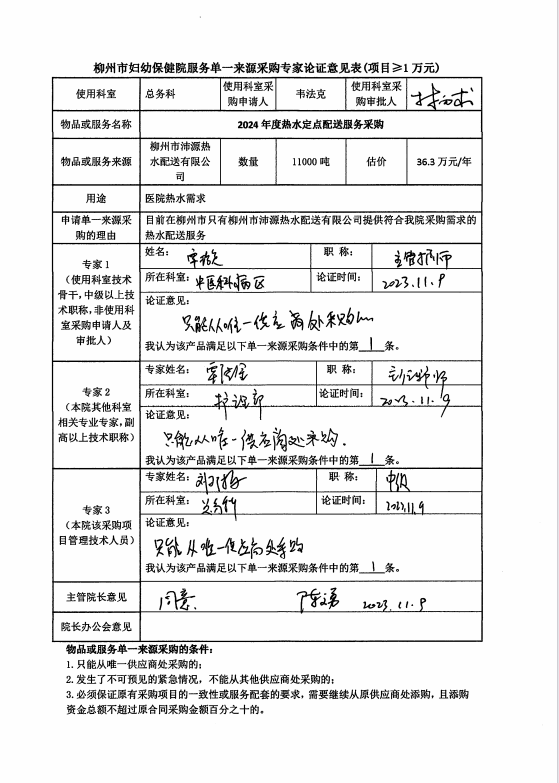 柳州市妇幼保健院服务单一来源采购专家论证意见表(项目≥1 万元)
使用科室 总务科 使用科室采购申请人 韦法克 使用科室采购审批人
物品或服务名称 2024 年度热水定点配送服务采购
物品或服务来源 柳州市沛源热水配送有限公司 数量 11000 吨 估价 36.3 万元/年
用途 医院热水需求
申请单一来源采购的理由 目前在柳州市只有柳州市沛源热水配送有限公司提供符合我院采购需求的热水配送服务
专家 1
(使用科室技术骨干,中级以上技术职称,非使用科室采购申请人及审批人)
姓名: 职 称: 主管护师
所在科室: 中医科病区 论证时间: 2023.11.9
论证意见:
只能从唯一供应商处采购
我认为该产品满足以下单一来源采购条件中的第 1 条。
专家 2
(本院其他科室相关专业专家,副高以上技术职称)
专家姓名: 职 称: 副主任护师
所在科室: 护理部 论证时间: 2023.11.9
论证意见:
只能从唯一供应商处采购.
我认为该产品满足以下单一来源采购条件中的第 1 条。
专家 3
(本院该采购项目管理技术人员)
专家姓名: 职 称: 中级
所在科室: 总务科 论证时间: 2023.11.9
论证意见:
只能从唯一供应商处采购
我认为该产品满足以下单一来源采购条件中的第 1 条。
主管院长意见 同意. 2023.11.9
院长办公会意见
物品或服务单一来源采购的条件:
1. 只能从唯一供应商处采购的;
2. 发生了不可预见的紧急情况,不能从其他供应商处采购的;
3. 必须保证原有采购项目的一致性或服务配套的要求,需要继续从原供应商处添购,且添购
资金总额不超过原合同采购金额百分之十的。